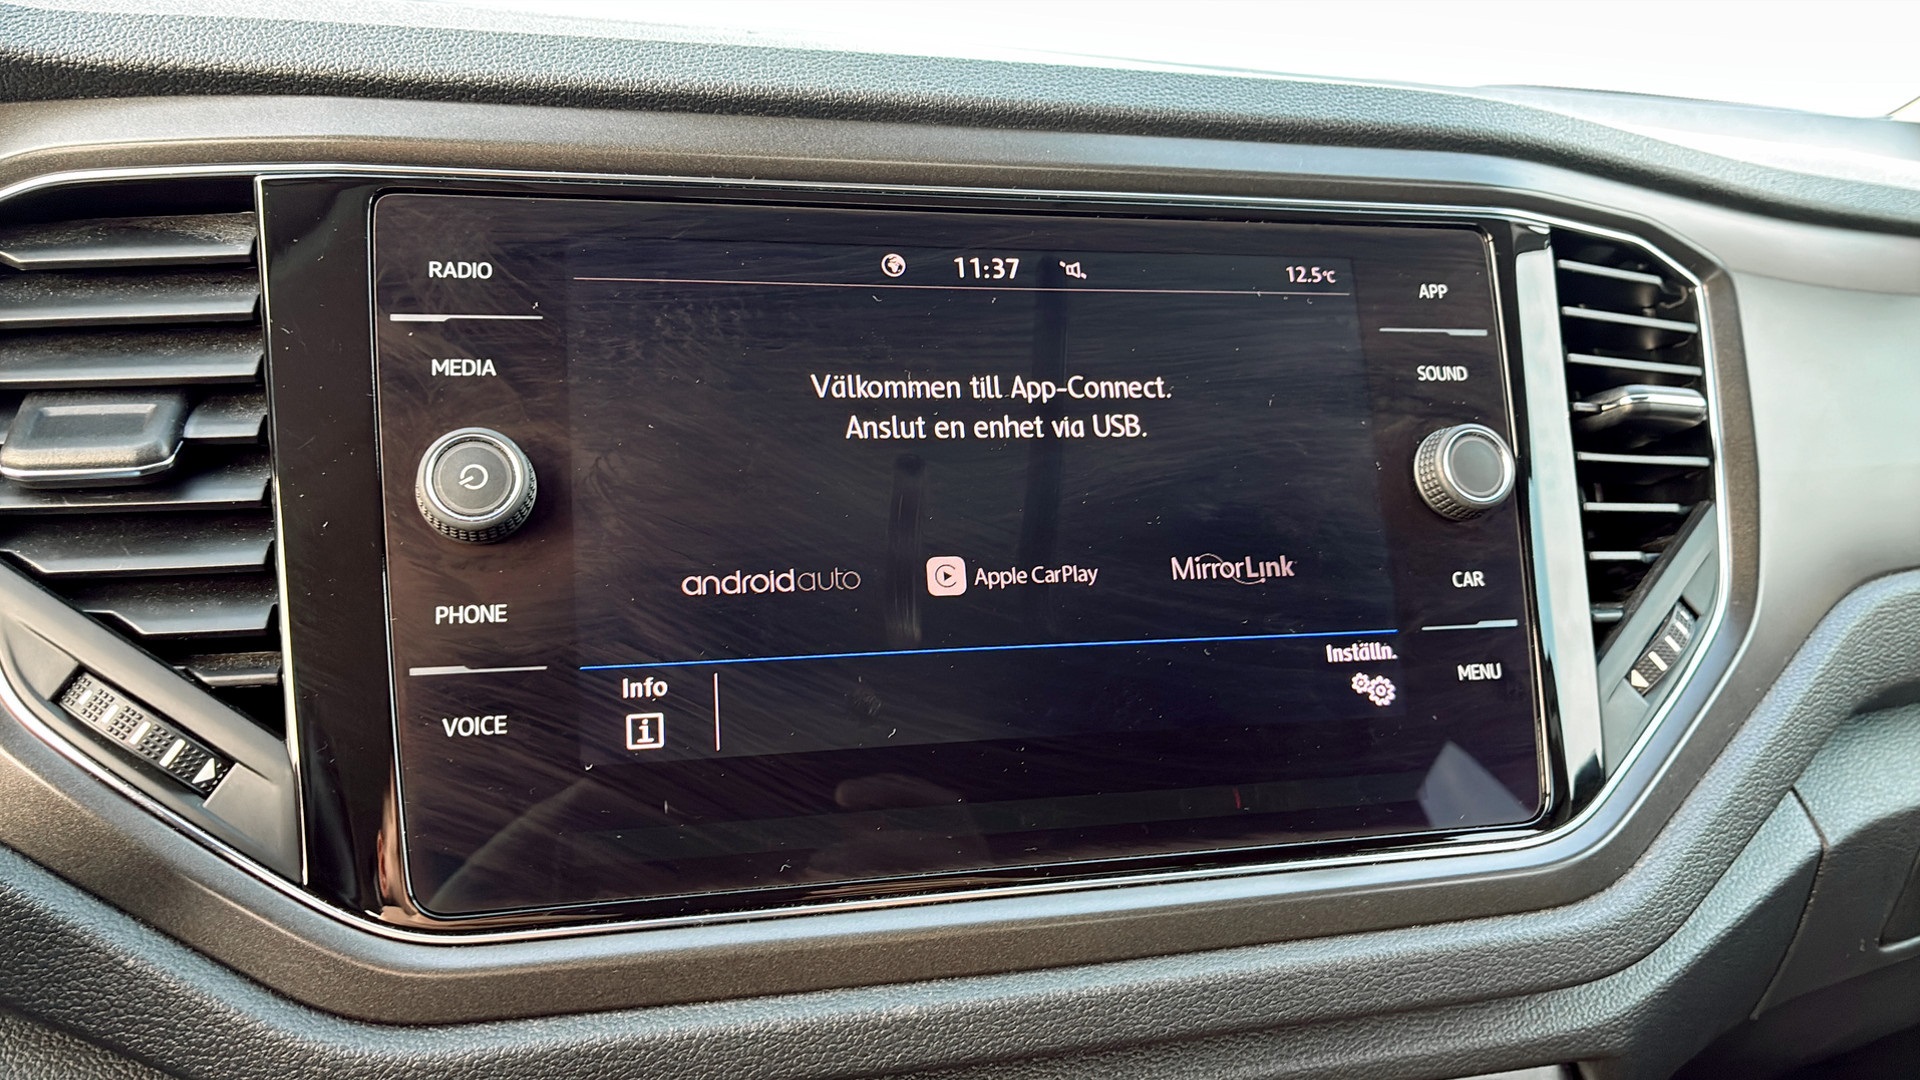 RADIO
MEDIA
PHONE
VOICE
11:37
12.5°C
Välkommen till App-Connect.
Anslut en enhet via USB.
androidauto
Apple CarPlay
MirrorLink
Info
i
Inställn.
APP
SOUND
CAR
MENU